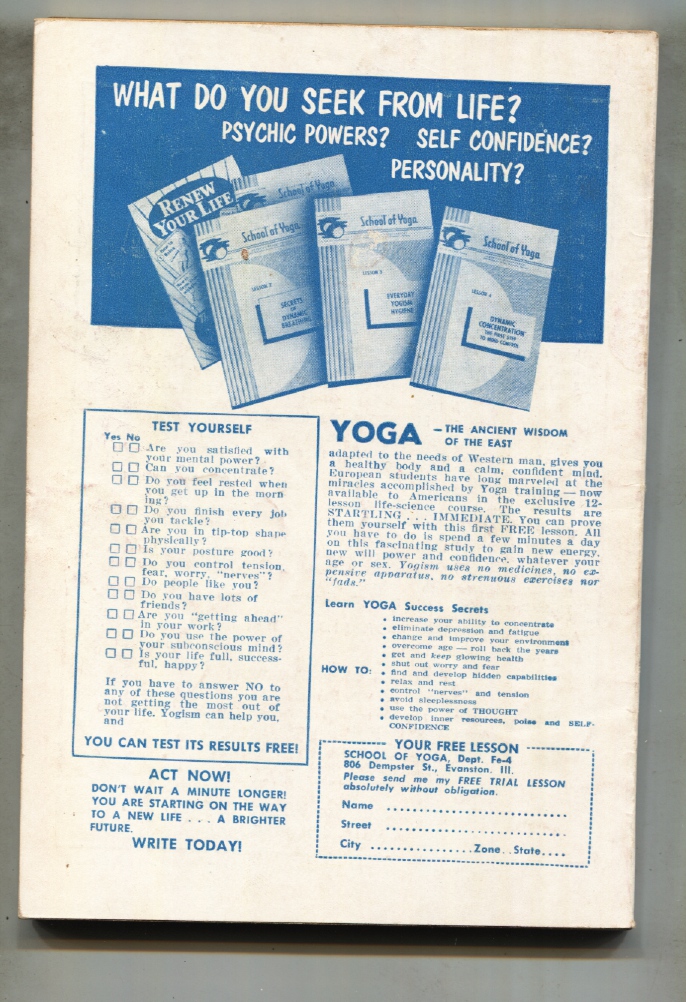 WHAT DO YOU SEEK FROM LIFE?
PSYCHIC POWERS? SELF CONFIDENCE?
PERSONALITY?
RENEW
YOUR LIFE
School of Yoga
School of Yoga
LESSON 2
SECRETS
OF
DYNAMIC
BREATHING
School of Yoga
LESSON 3
EVERYDAY
YOGISM
HYGIENE
School of Yoga
LESSON 4
DYNAMIC
CONCENTRATION
THE FIRST STEP
TO MIND CONTROL
TEST YOURSELF
Yes No
Are you satisfied with
your mental power?
Can you concentrate?
Do you feel rested when
you get up in the morn
ing?
Do you finish every job
you tackle?
Are you in tip-top shape
physically?
Is your posture good?
Do you control tension,
fear, worry, "nerves"?
Do people like you?
Do you have lots of
friends?
Are you "getting ahead"
in your work?
Do you use the power of
your subconscious mind?
Is your life full, success-
ful, happy?
If you have to answer NO to
any of these questions you are
not getting the most out of
your life. Yogism can help you,
and
YOU CAN TEST ITS RESULTS FREE!
ACT NOW!
DON'T WAIT A MINUTE LONGER!
YOU ARE STARTING ON THE WAY
TO A NEW LIFE . . . A BRIGHTER
FUTURE.
WRITE TODAY!
YOGA — THE ANCIENT WISDOM
OF THE EAST
adapted to the needs of Western man, gives you
a healthy body and a calm, confident mind.
European students have long marveled at the
miracles accomplished by Yoga training — now
available to Americans in the exclusive 12-
lesson life-science course. The results are
STARTLING . . . IMMEDIATE. You can prove
them yourself with this first FREE lesson. All
you have to do is spend a few minutes a day
on this fascinating study to gain new energy,
new will power and confidence, whatever your
age or sex. Yogism uses no medicines, no ex-
pensive apparatus, no strenuous exercises nor
"fads."
Learn YOGA Success Secrets
HOW TO:
• increase your ability to concentrate
• eliminate depression and fatigue
• change and improve your environment
• overcome age — roll back the years
• get and keep glowing health
• shut out worry and fear
• find and develop hidden capabilities
• relax and rest
• control "nerves" and tension
• avoid sleeplessness
• use the power of THOUGHT
• develop inner resources, poise and SELF-
CONFIDENCE
YOUR FREE LESSON
SCHOOL OF YOGA, Dept. Fe-4
806 Dempster St., Evanston, Ill.
Please send me my FREE TRIAL LESSON
absolutely without obligation.
Name
Street
City Zone State